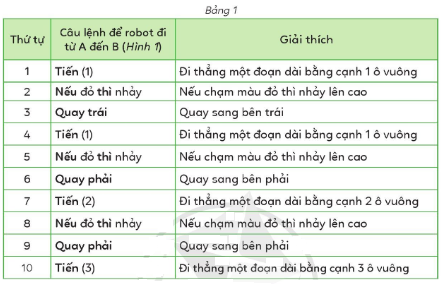 Bảng 1
Thứ tự | Câu lệnh để robot đi từ A đến B (Hình 1) | Giải thích
1 | Tiến (1) | Đi thẳng một đoạn dài bằng cạnh 1 ô vuông
2 | Nếu đỏ thì nhảy | Nếu chạm màu đỏ thì nhảy lên cao
3 | Quay trái | Quay sang bên trái
4 | Tiến (1) | Đi thẳng một đoạn dài bằng cạnh 1 ô vuông
5 | Nếu đỏ thì nhảy | Nếu chạm màu đỏ thì nhảy lên cao
6 | Quay phải | Quay sang bên phải
7 | Tiến (2) | Đi thẳng một đoạn dài bằng cạnh 2 ô vuông
8 | Nếu đỏ thì nhảy | Nếu chạm màu đỏ thì nhảy lên cao
9 | Quay phải | Quay sang bên phải
10 | Tiến (3) | Đi thẳng một đoạn dài bằng cạnh 3 ô vuông